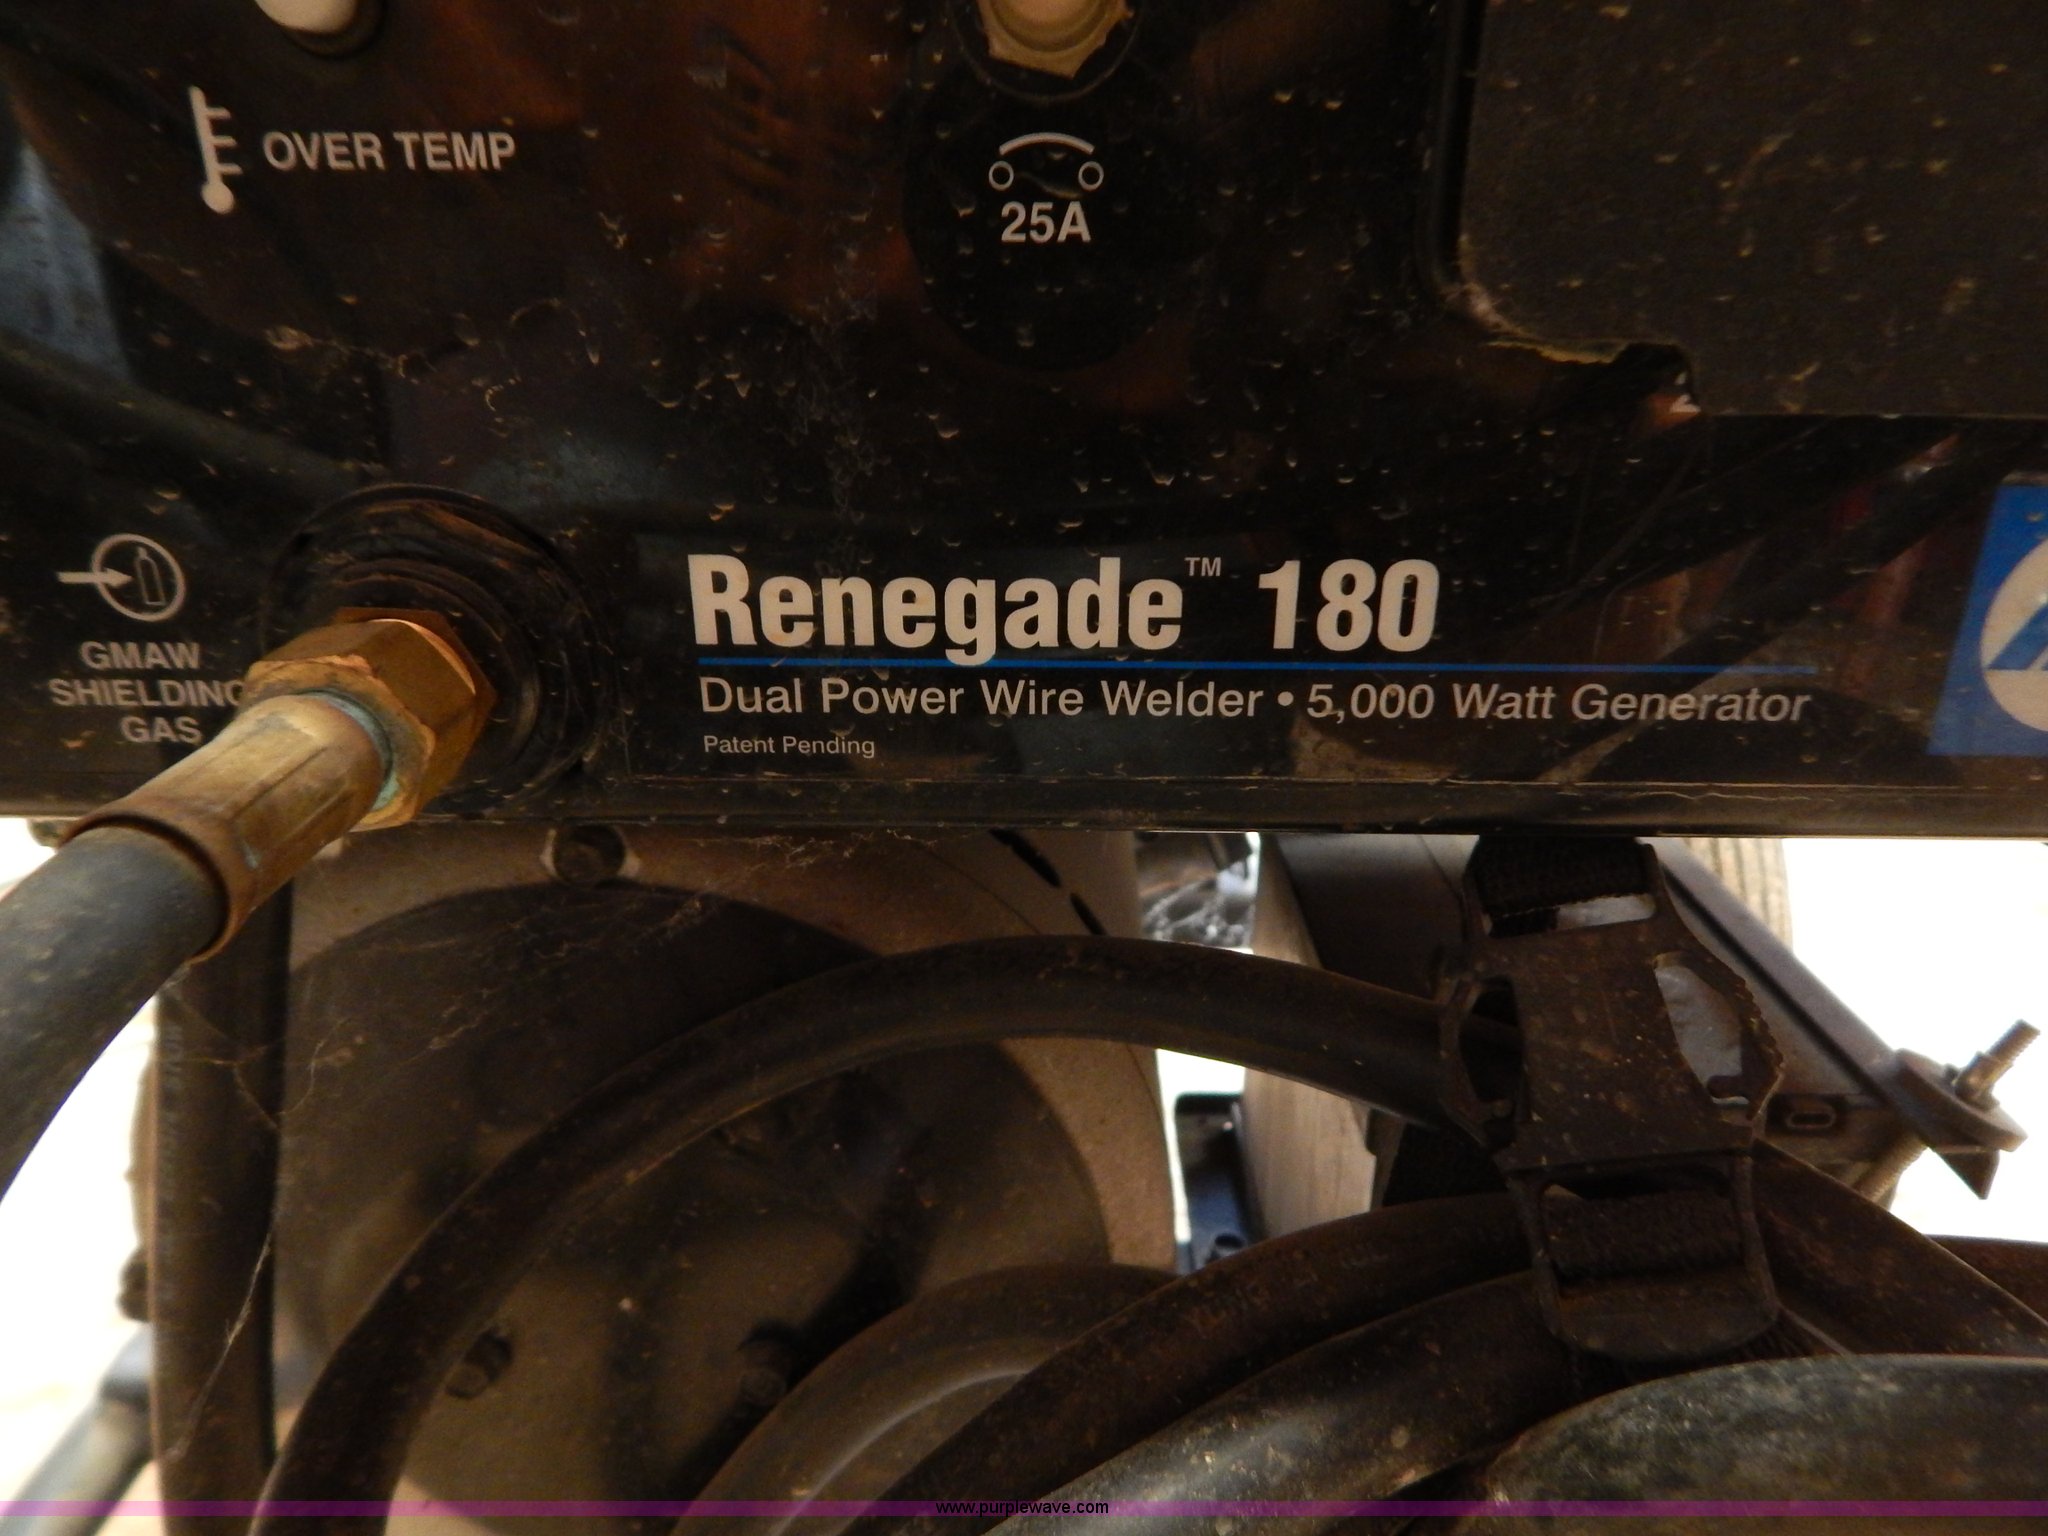 OVER TEMP
25A
GMAW
SHIELDING
GAS
Renegade™ 180
Dual Power Wire Welder • 5,000 Watt Generator
Patent Pending
www.purplewave.com